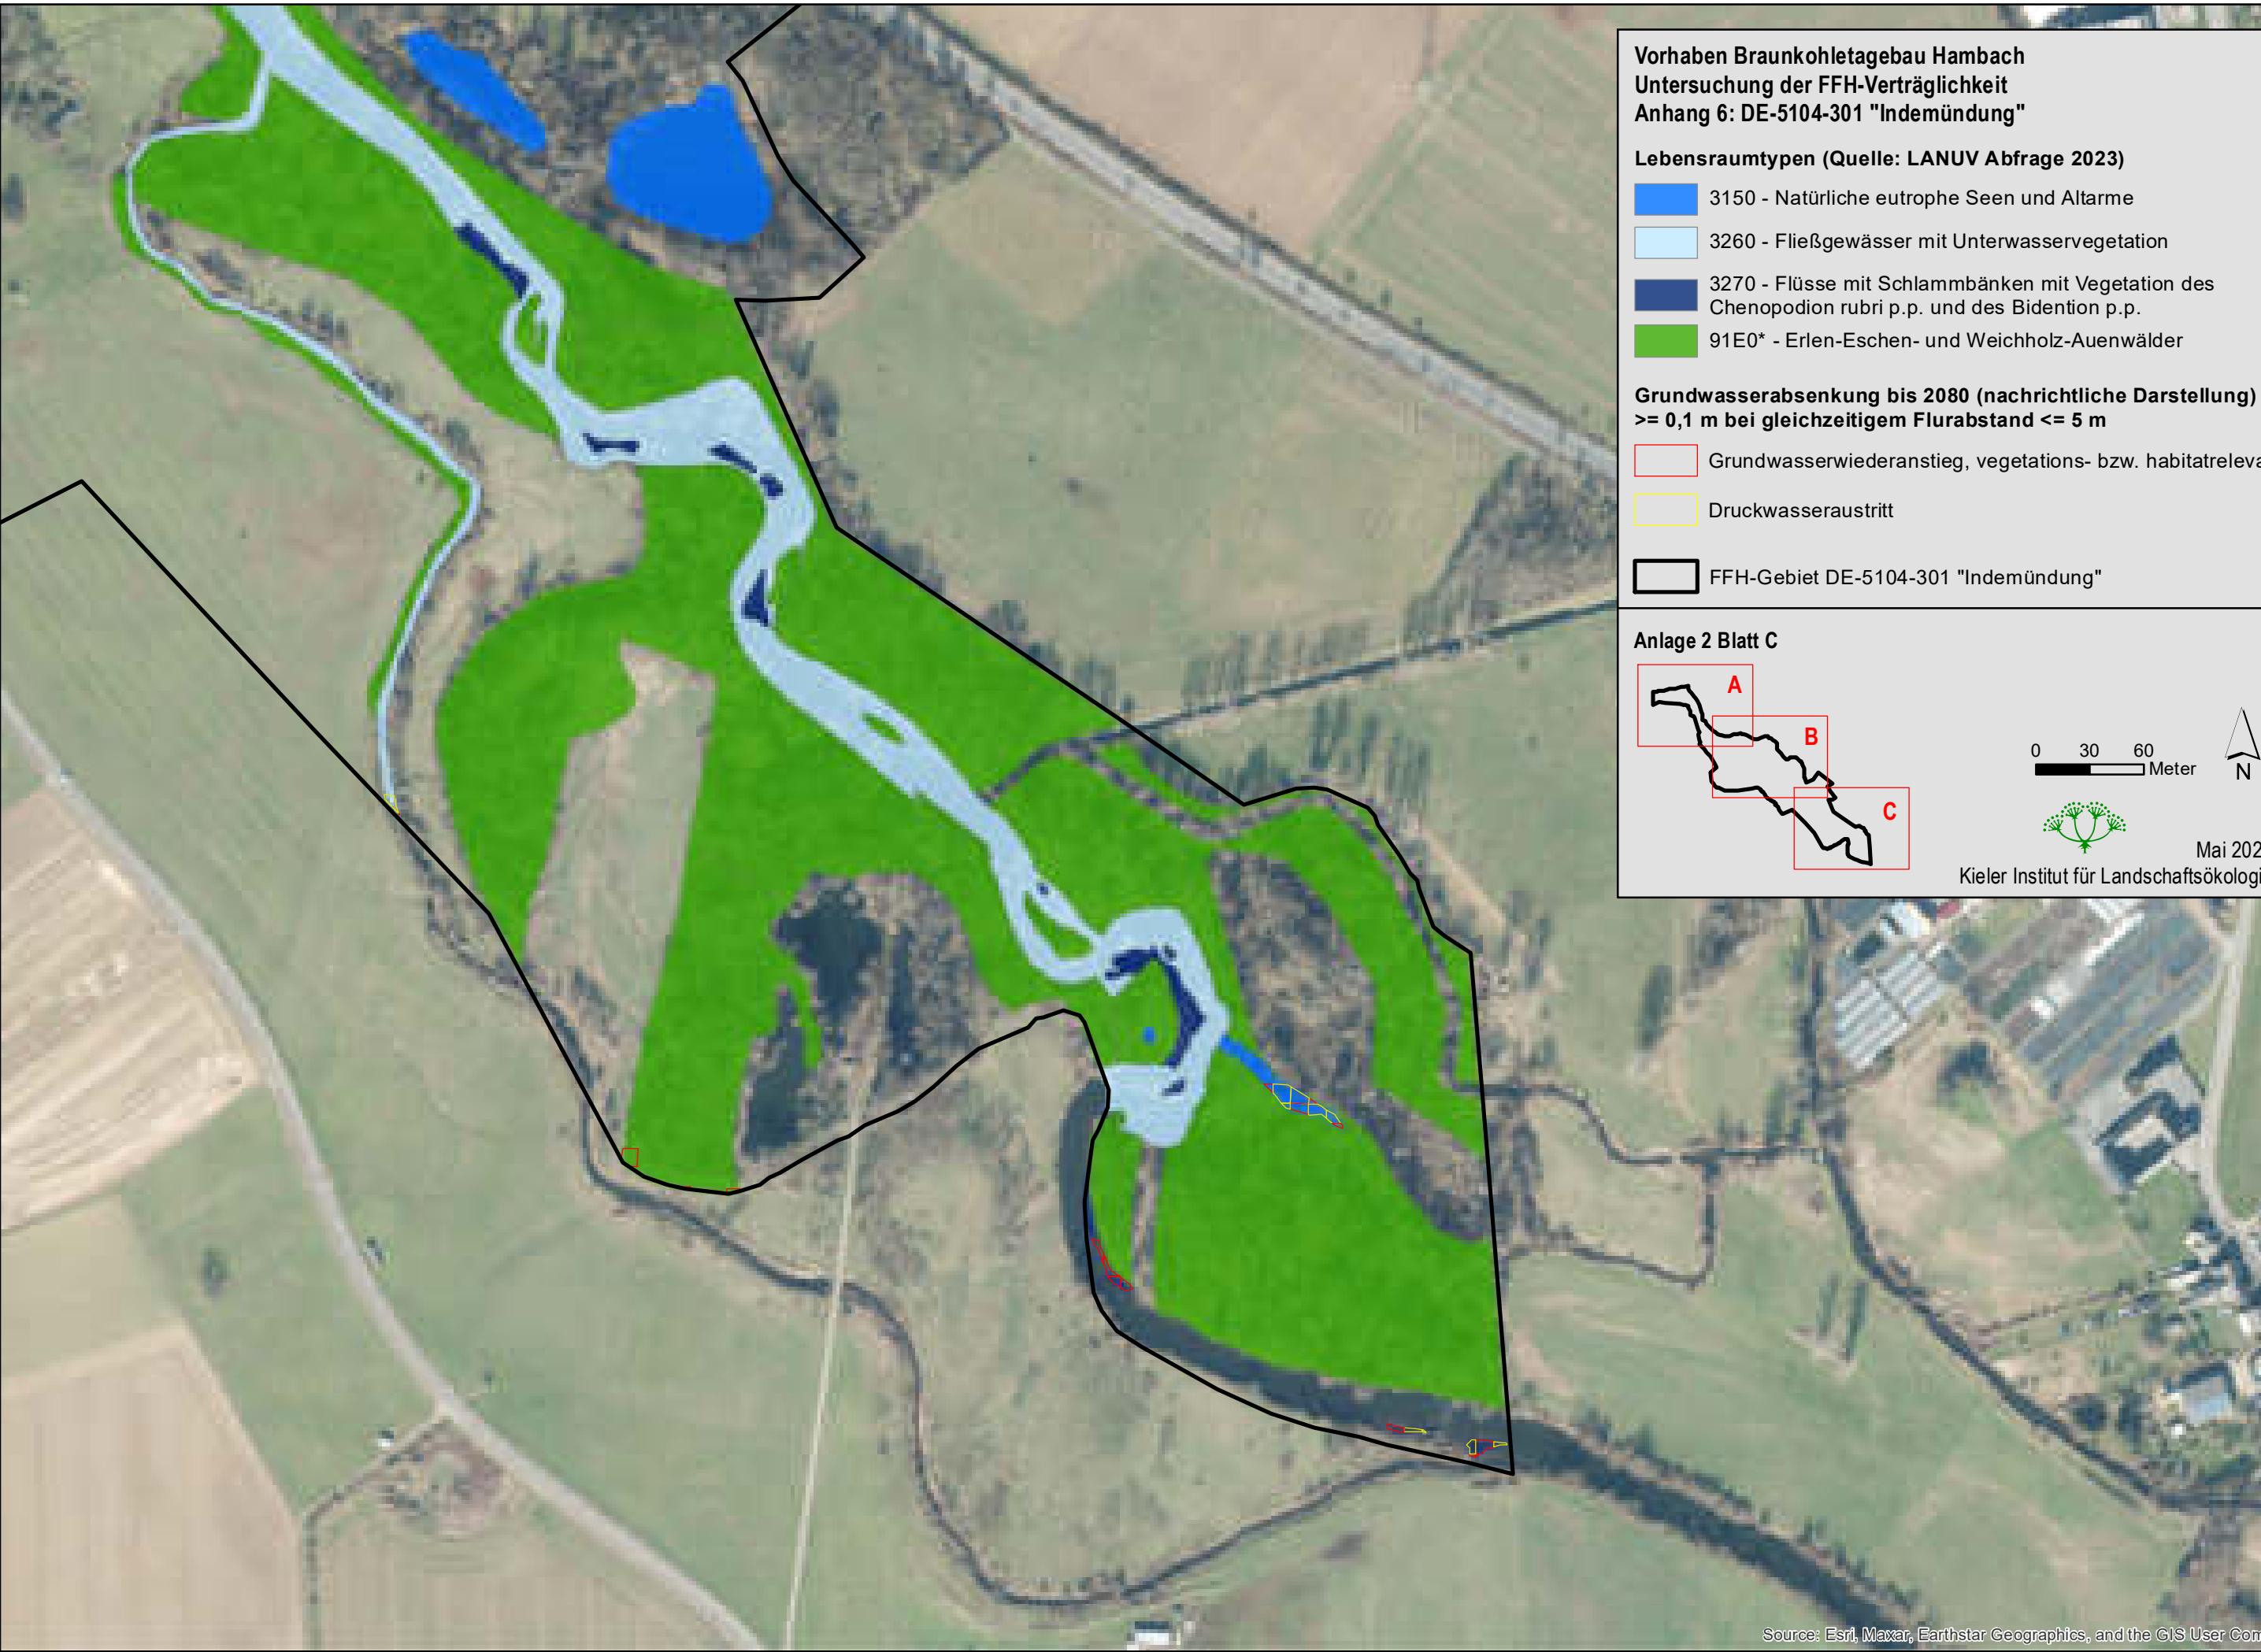 Vorhaben Braunkohletagebau Hambach
Untersuchung der FFH-Verträglichkeit
Anhang 6: DE-5104-301 "Indemündung"
Lebensraumtypen (Quelle: LANUV Abfrage 2023)
3150 - Natürliche eutrophe Seen und Altarme
3260 - Fließgewässer mit Unterwasservegetation
3270 - Flüsse mit Schlammbänken mit Vegetation des
Chenopodion rubri p.p. und des Bidention p.p.
91E0* - Erlen-Eschen- und Weichholz-Auenwälder
Grundwasserabsenkung bis 2080 (nachrichtliche Darstellung)
>= 0,1 m bei gleichzeitigem Flurabstand <= 5 m
Grundwasserwiederanstieg, vegetations- bzw. habitatreleva
Druckwasseraustritt
FFH-Gebiet DE-5104-301 "Indemündung"
Anlage 2 Blatt C
A
B
C
0 30 60
Meter
N
Mai 202
Kieler Institut für Landschaftsökologi
Source: Esri, Maxar, Earthstar Geographics, and the GIS User Com